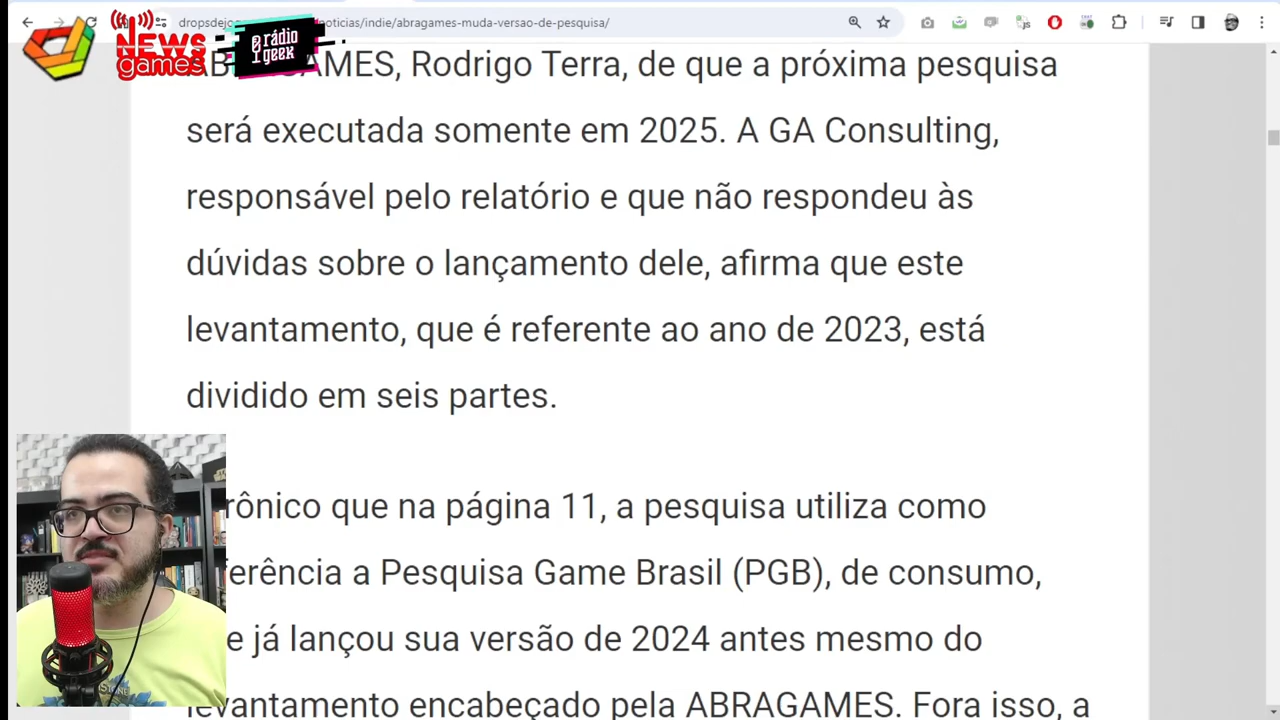 dropsdejo
noticias/indie/abragames-muda-versao-de-pesquisa/
NEWS
games
rádio
geek
AMES, Rodrigo Terra, de que a próxima pesquisa
será executada somente em 2025. A GA Consulting,
responsável pelo relatório e que não respondeu às
dúvidas sobre o lançamento dele, afirma que este
levantamento, que é referente ao ano de 2023, está
dividido em seis partes.
rônico que na página 11, a pesquisa utiliza como
ferência a Pesquisa Game Brasil (PGB), de consumo,
e já lançou sua versão de 2024 antes mesmo do
levantamento encabeçado pela ABRAGAMES. Fora isso, a